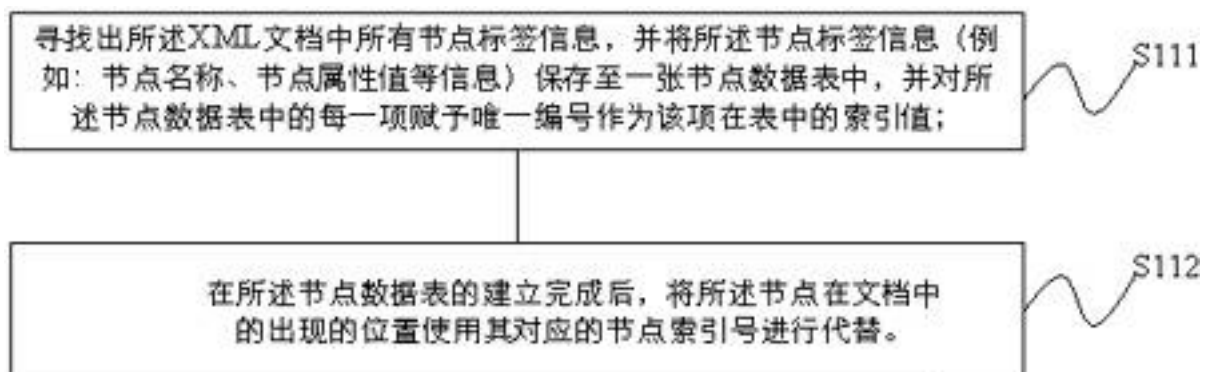 寻找出所述XML文档中所有节点标签信息，并将所述节点标签信息（例
如：节点名称、节点属性值等信息）保存至一张节点数据表中，并对所
述节点数据表中的每一项赋予唯一编号作为该项在表中的索引值；
S111
在所述节点数据表的建立完成后，将所述节点在文档中
的出现的位置使用其对应的节点索引号进行代替。
S112